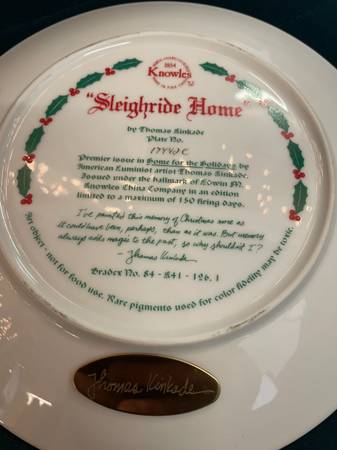 1854
Knowles
"Sleighride Home"
by Thomas Kinkade
Plate No.
Premier issue in Home for the Holidays by
American Luminist artist Thomas Kinkade.
Issued under the hallmark of Edwin M.
Knowles China Company in an edition
limited to a maximum of 150 firing days.
I've painted this memory of Christmas more as
it could have been, perhaps, than as it was. But memory
always adds magic to the past, so why shouldn't I?
- Thomas Kinkade
Bradex No. 84 - K41 - 126.1
Art object - not for food use. Rare pigments used for color fidelity may be toxic.
Thomas Kinkade